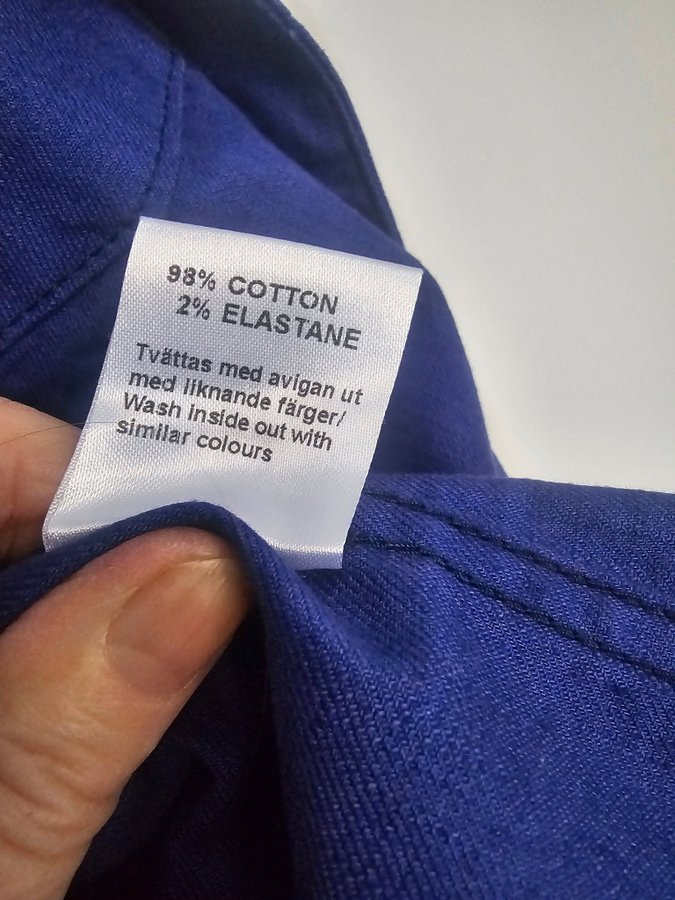 98% COTTON
2% ELASTANE
Tvättas med avigan ut
med liknande färger/
Wash inside out with
similar colours